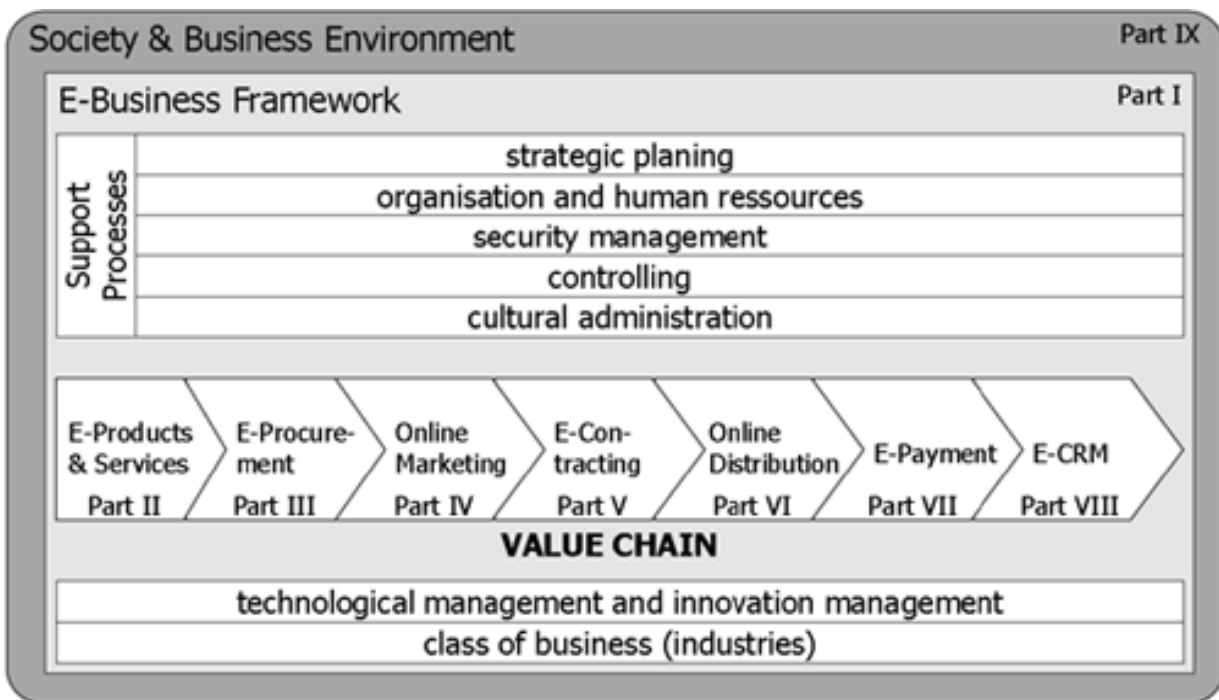 Society & Business Environment
Part IX
E-Business Framework
Part I
Support
Processes
strategic planing
organisation and human ressources
security management
controlling
cultural administration
E-Products
& Services
Part II
E-Procure-
ment
Part III
Online
Marketing
Part IV
E-Con-
tracting
Part V
Online
Distribution
Part VI
E-Payment
Part VII
E-CRM
Part VIII
VALUE CHAIN
technological management and innovation management
class of business (industries)